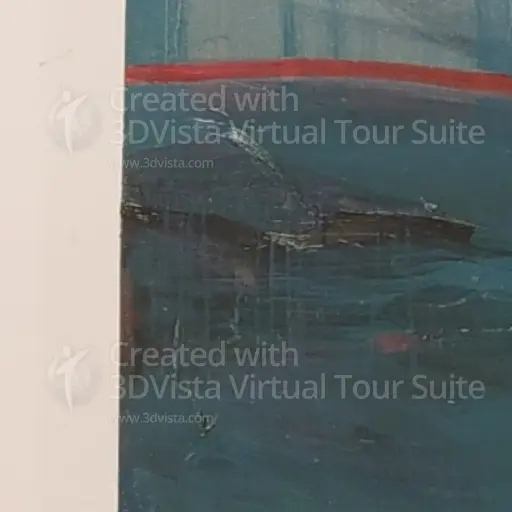 Created with
3DVista Virtual Tour Suite
www.3dvista.com
Created with
3DVista Virtual Tour Suite
www.3dvista.com/